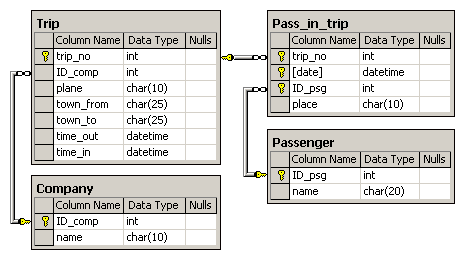 Trip
Column Name Data Type Nulls
trip_no int
ID_comp int
plane char(10)
town_from char(25)
town_to char(25)
time_out datetime
time_in datetime
Company
Column Name Data Type Nulls
ID_comp int
name char(10)
Pass_in_trip
Column Name Data Type Nulls
trip_no int
[date] datetime
ID_psg int
place char(10)
Passenger
Column Name Data Type Nulls
ID_psg int
name char(20)